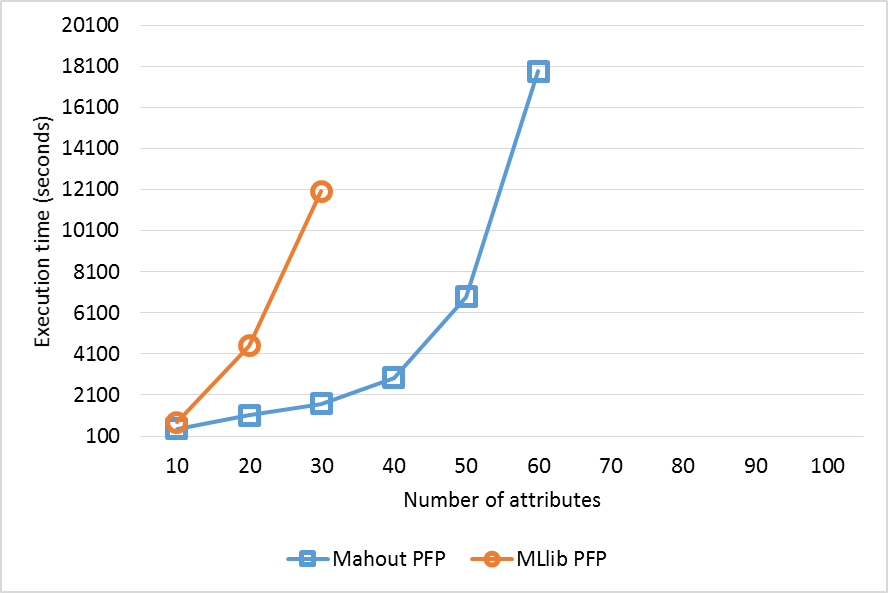 20100
18100
16100
14100
12100
10100
8100
6100
4100
2100
100
Execution time (seconds)
10 20 30 40 50 60 70 80 90 100
Number of attributes
Mahout PFP MLlib PFP